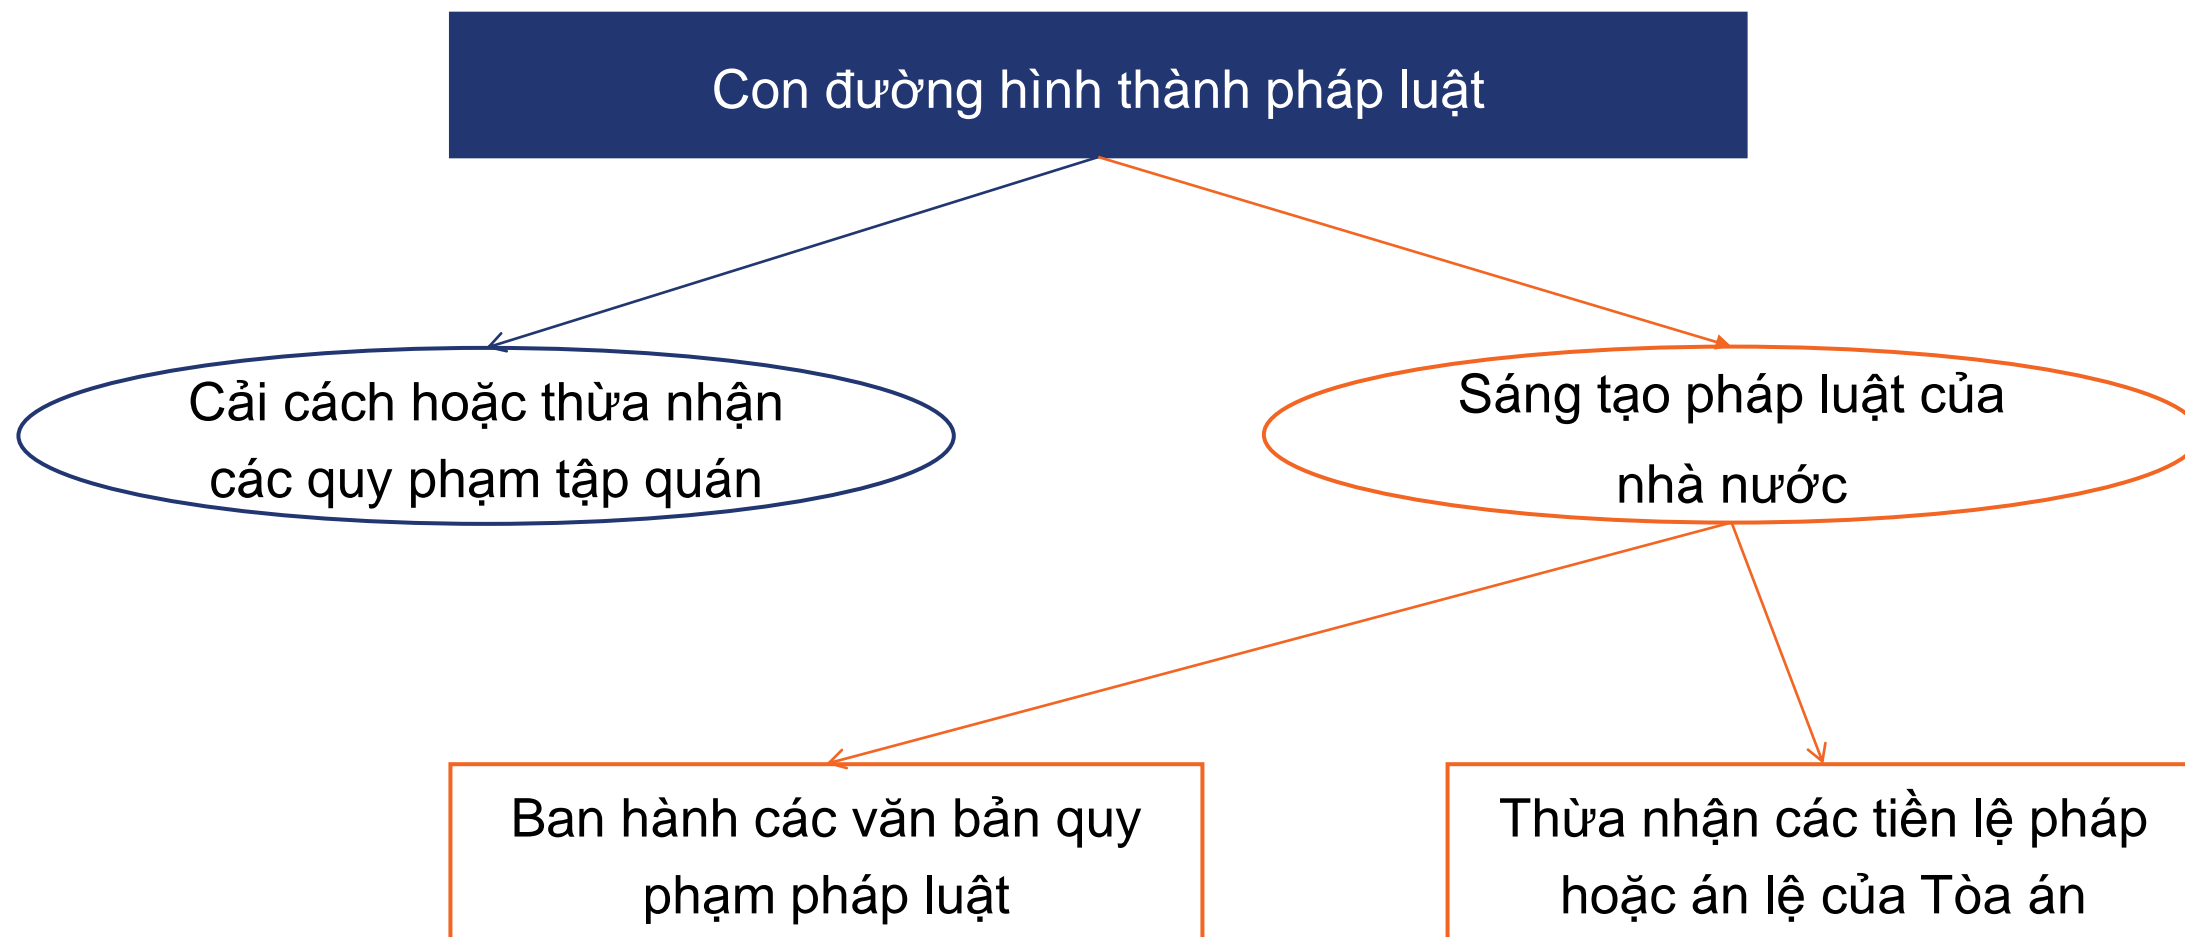 Con đường hình thành pháp luật
Cải cách hoặc thừa nhận
các quy phạm tập quán
Sáng tạo pháp luật của
nhà nước
Ban hành các văn bản quy
phạm pháp luật
Thừa nhận các tiền lệ pháp
hoặc án lệ của Tòa án